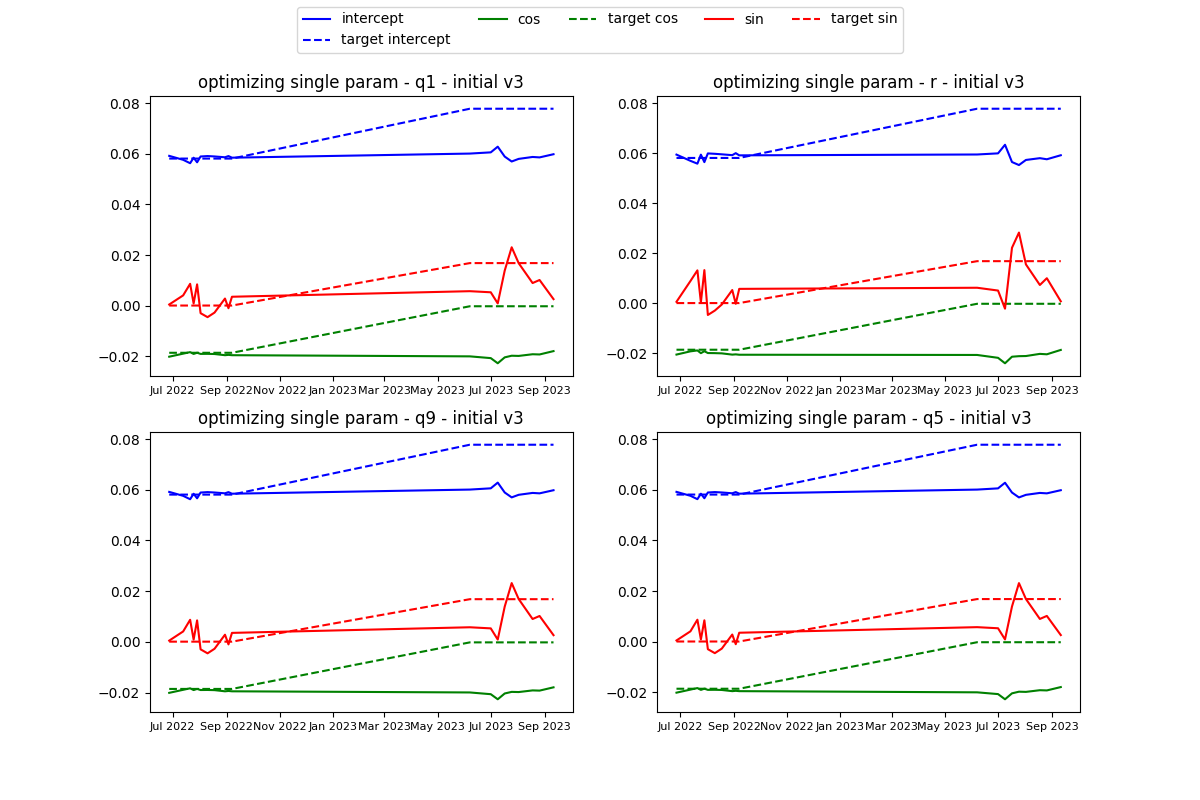 intercept cos target cos sin target sin
target intercept
optimizing single param - q1 - initial v3
0.08
0.06
0.04
0.02
0.00
−0.02
Jul 2022 Sep 2022 Nov 2022 Jan 2023 Mar 2023 May 2023 Jul 2023 Sep 2023
optimizing single param - r - initial v3
0.08
0.06
0.04
0.02
0.00
−0.02
Jul 2022 Sep 2022 Nov 2022 Jan 2023 Mar 2023 May 2023 Jul 2023 Sep 2023
optimizing single param - q9 - initial v3
0.08
0.06
0.04
0.02
0.00
−0.02
Jul 2022 Sep 2022 Nov 2022 Jan 2023 Mar 2023 May 2023 Jul 2023 Sep 2023
optimizing single param - q5 - initial v3
0.08
0.06
0.04
0.02
0.00
−0.02
Jul 2022 Sep 2022 Nov 2022 Jan 2023 Mar 2023 May 2023 Jul 2023 Sep 2023